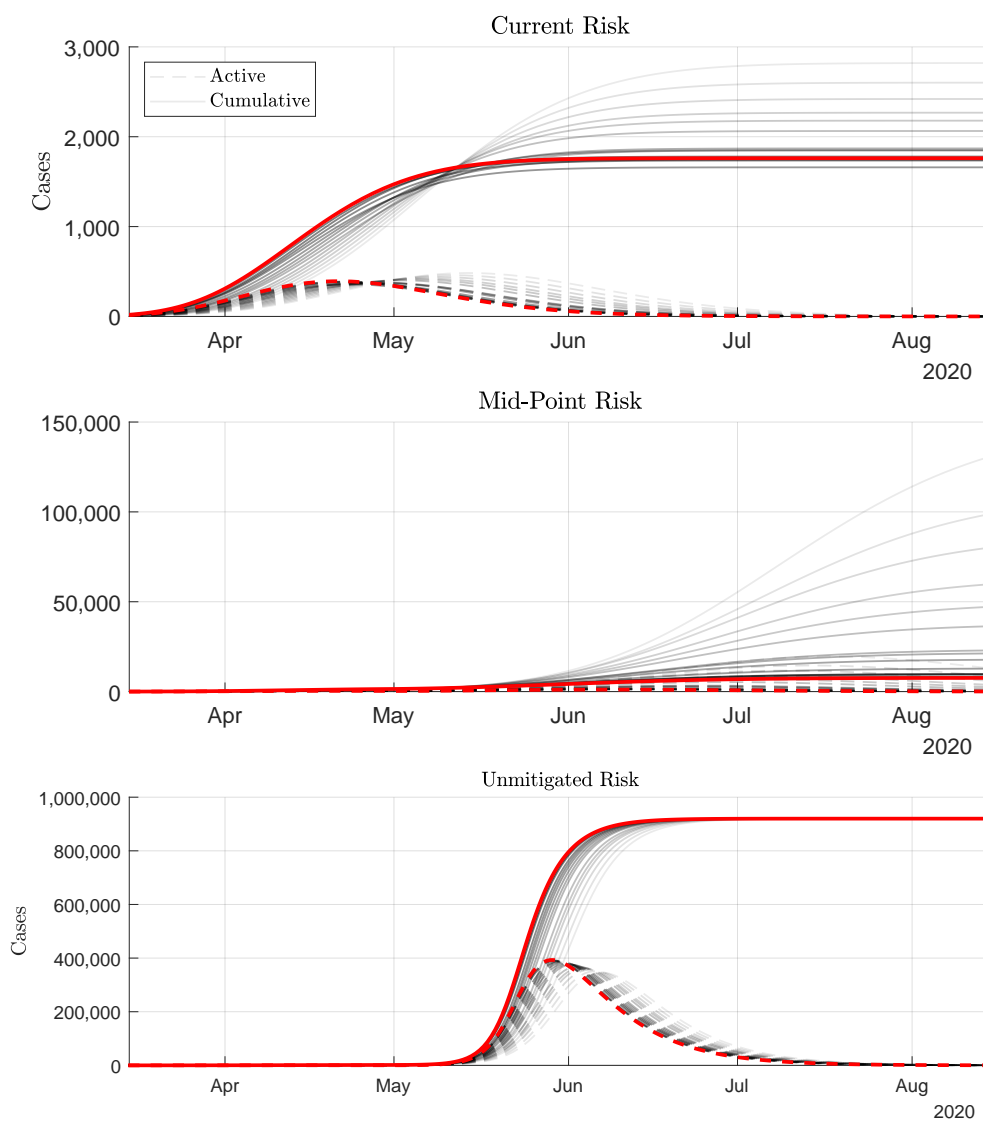 Current Risk
3,000
Active
Cumulative
2,000
Cases
1,000
0
Apr May Jun Jul Aug
2020
Mid-Point Risk
150,000
100,000
50,000
0
Apr May Jun Jul Aug
2020
Unmitigated Risk
1,000,000
800,000
600,000
Cases
400,000
200,000
0
Apr May Jun Jul Aug
2020